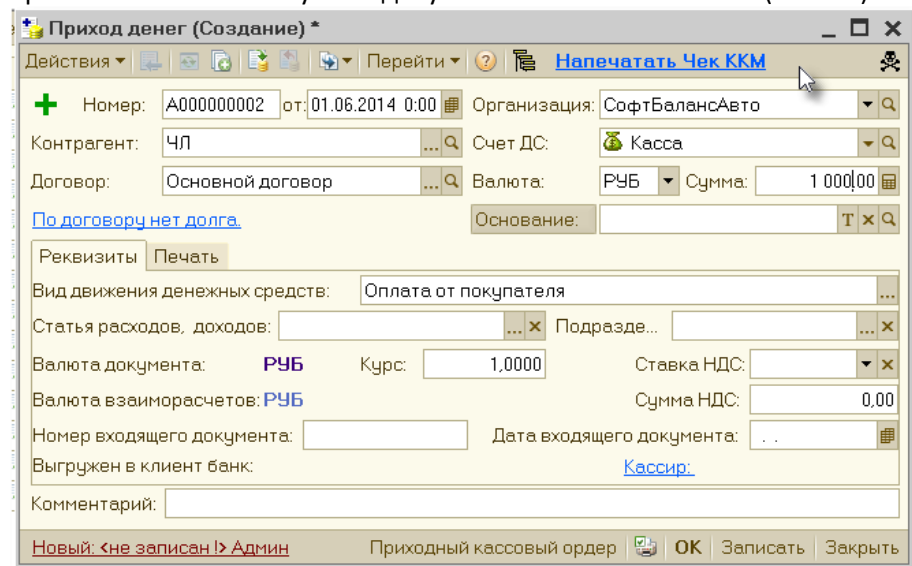 Приход денег (Создание) *
Действия Перейти ? Напечатать Чек ККМ
Номер: А000000002 от: 01.06.2014 0:00 Организация: СофтБалансАвто
Контрагент: ЧЛ ... Счет ДС: Касса
Договор: Основной договор ... Валюта: РУБ Сумма: 1 000,00
По договору нет долга. Основание: T x
Реквизиты Печать
Вид движения денежных средств: Оплата от покупателя ...
Статья расходов, доходов: ... x Подразде... ... x
Валюта документа: РУБ Курс: 1,0000 Ставка НДС: x
Валюта взаиморасчетов: РУБ Сумма НДС: 0,00
Номер входящего документа: Дата входящего документа: . .
Выгружен в клиент банк: Кассир:
Комментарий:
Новый: <не записан !> Админ Приходный кассовый ордер ОК Записать Закрыть